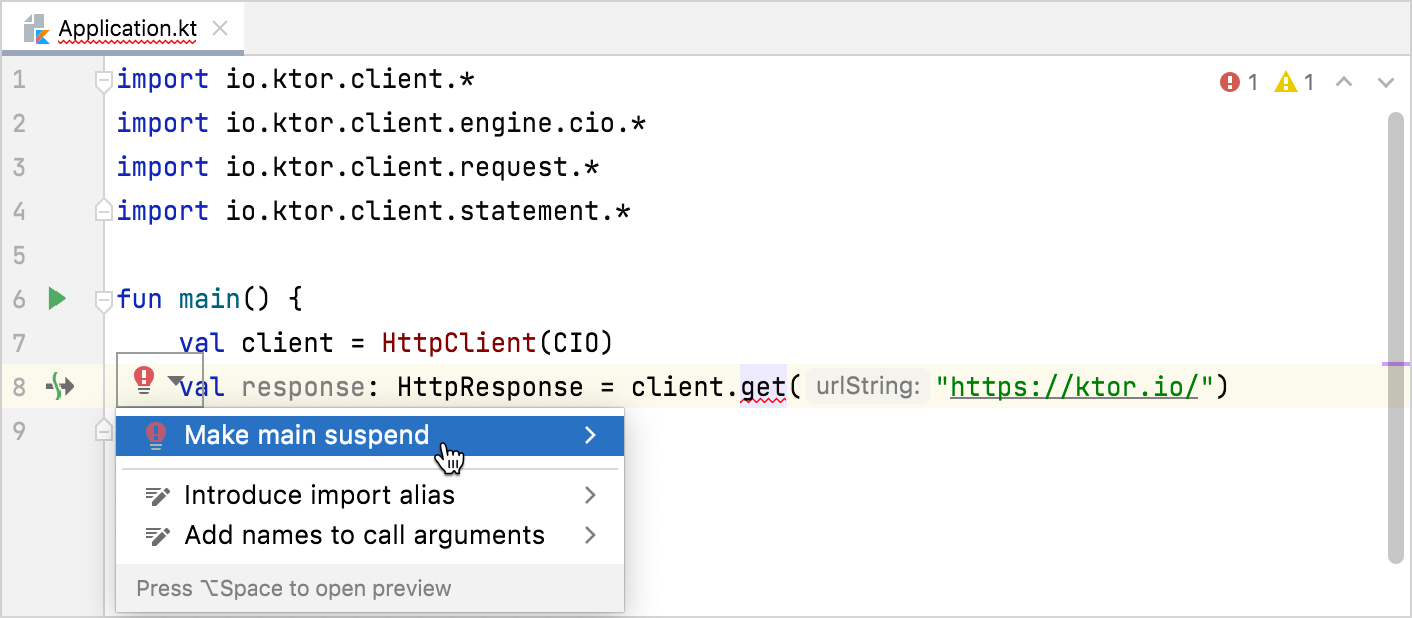 Application.kt
1 import io.ktor.client.* 1 1
2 import io.ktor.client.engine.cio.*
3 import io.ktor.client.request.*
4 import io.ktor.client.statement.*
5
6 fun main() {
7 val client = HttpClient(CIO)
8 val response: HttpResponse = client.get( urlString: "https://ktor.io/")
9
Make main suspend
Introduce import alias
Add names to call arguments
Press ⌥Space to open preview